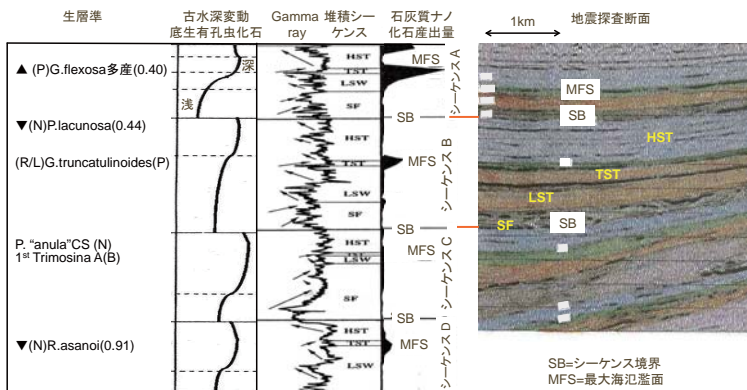 生層準
古水深変動
底生有孔虫化石
Gamma ray
堆積シーケンス
石灰質ナノ化石産出量
1km
地震探査断面
▲ (P)G.flexosa多産(0.40)
▼(N)P.lacunosa(0.44)
(R/L)G.truncatulinoides(P)
P. “anula”CS (N)
1st Trimosina A(B)
▼(N)R.asanoi(0.91)
深
浅
HST
TST
LSW
SF
HST
TST
LSW
SF
HST
TST
LSW
SF
HST
TST
LSW
MFS
SB
MFS
SB
MFS
SB
MFS
シーケンス A
シーケンス B
シーケンス C
シーケンス D
MFS
SB
HST
TST
LST
SF
SB
SB=シーケンス境界
MFS=最大海氾濫面